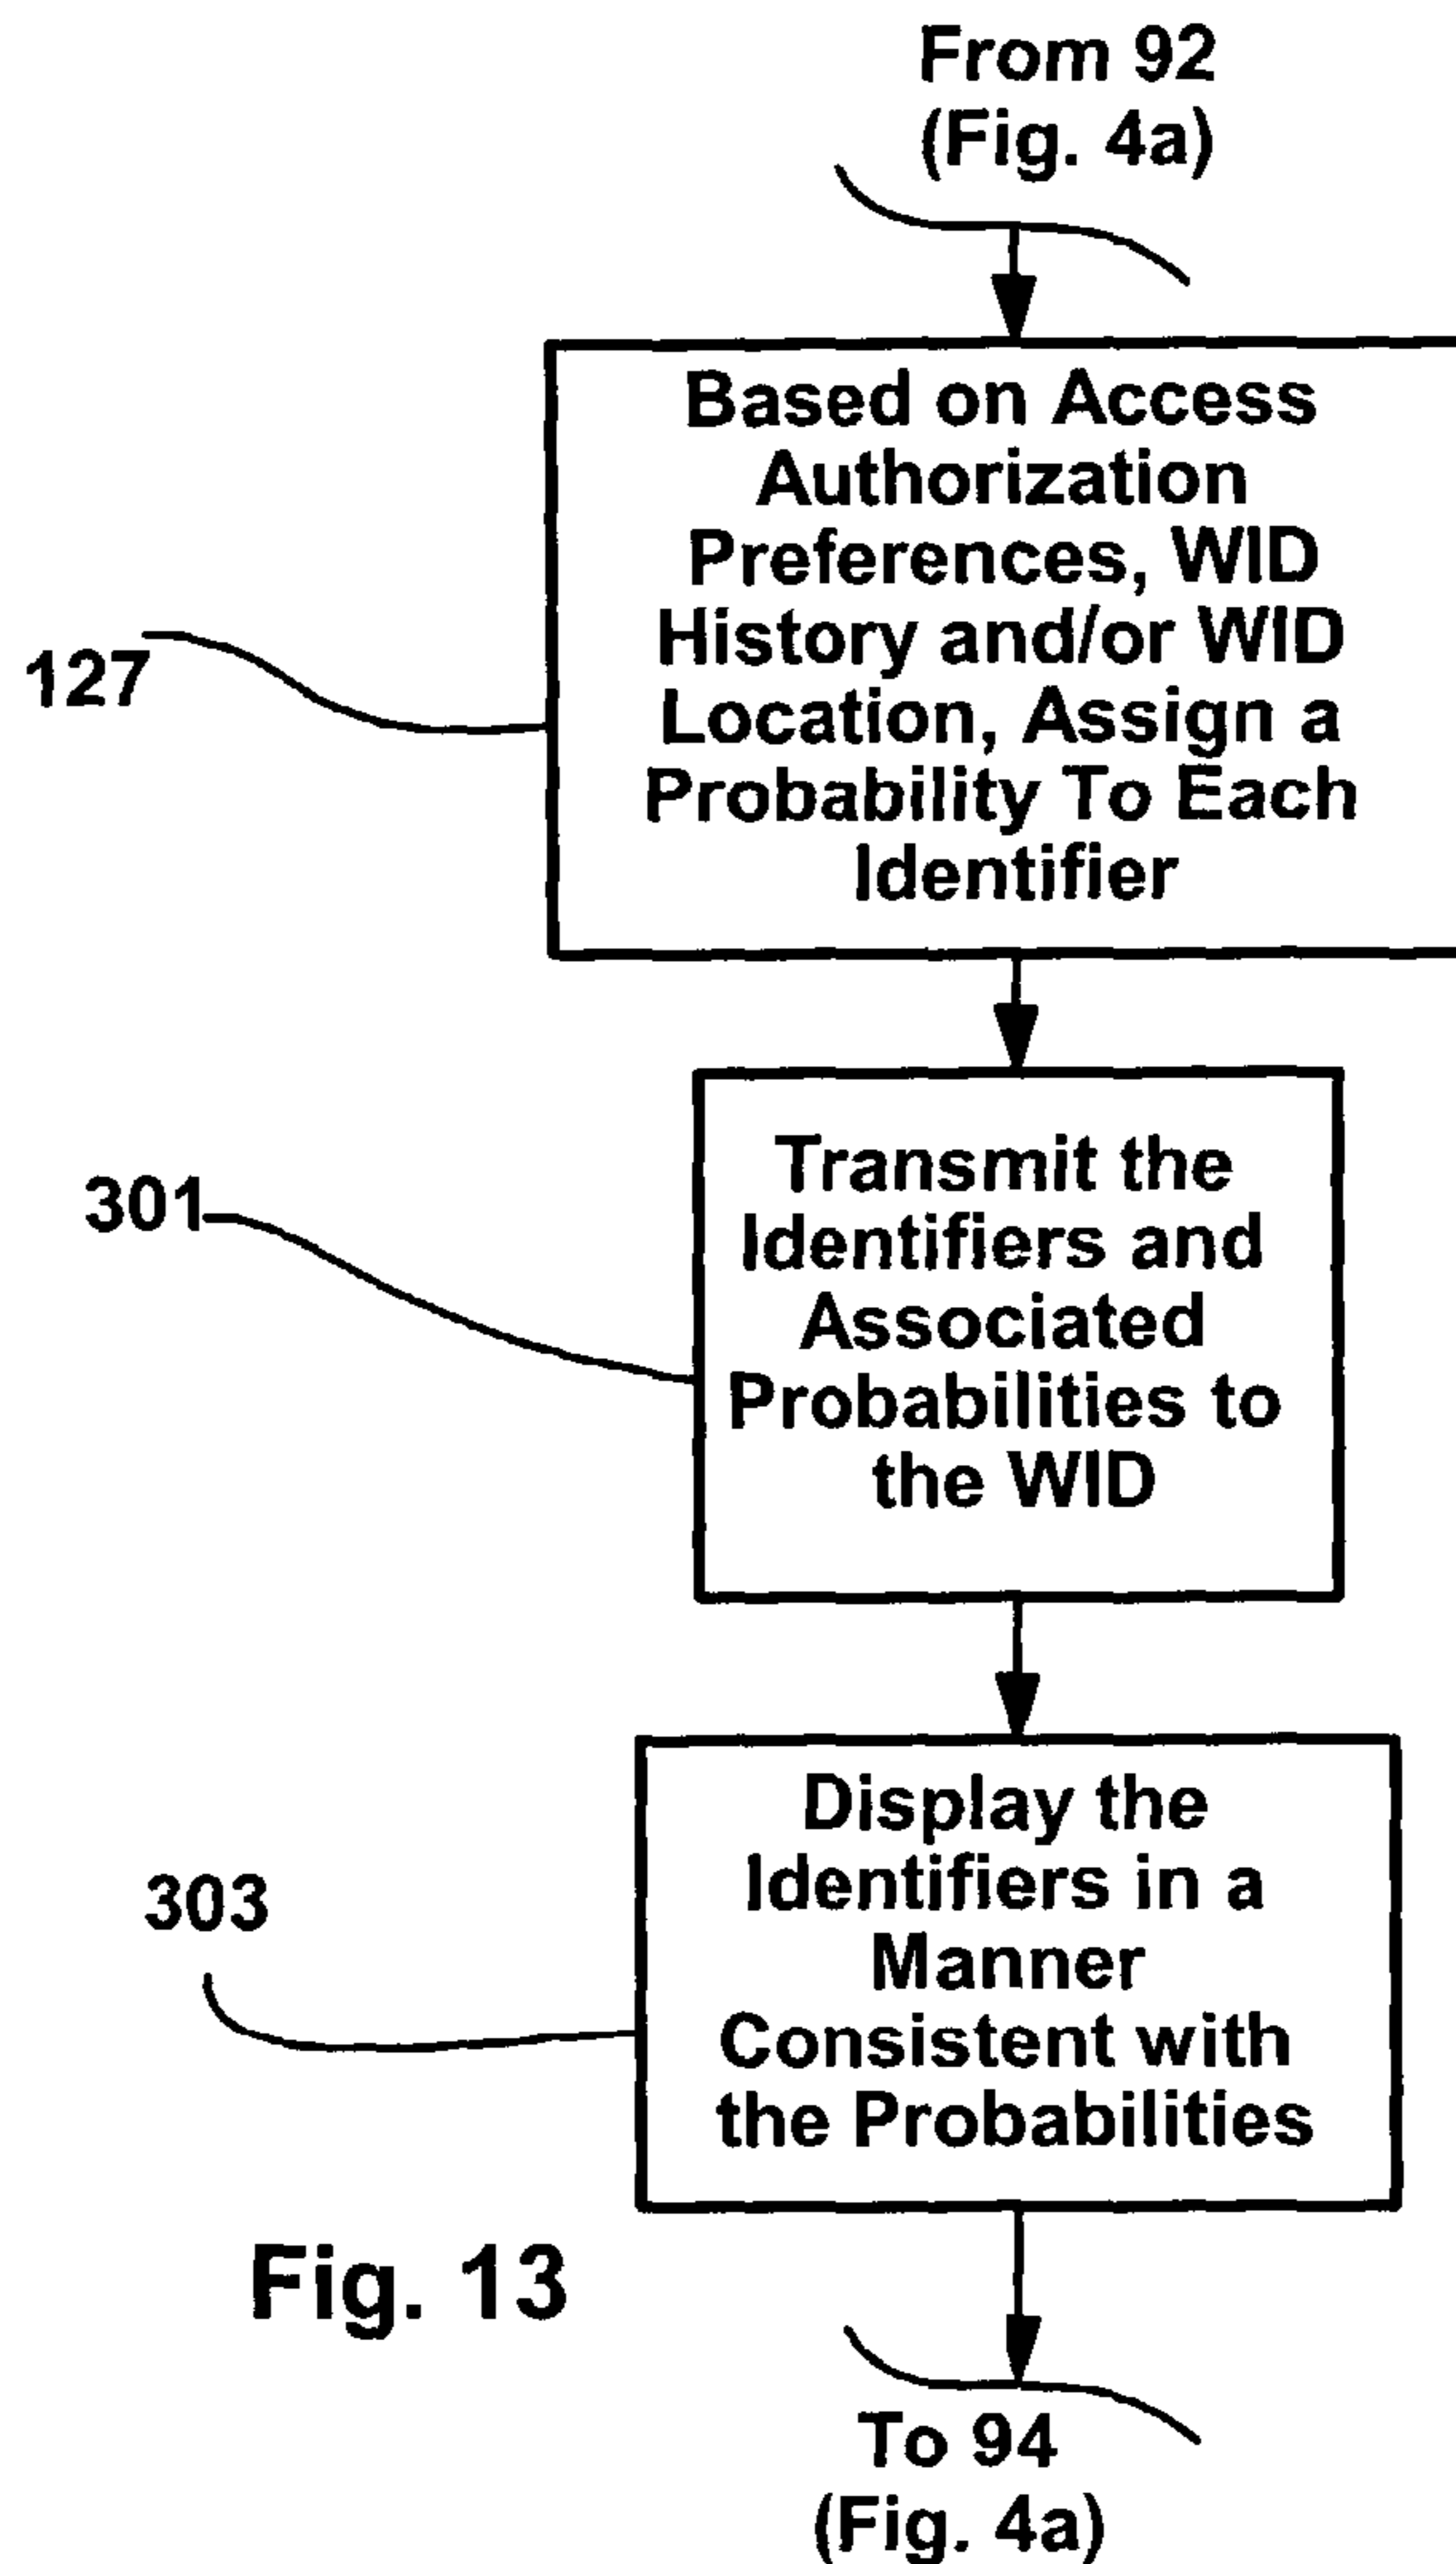 From 92
(Fig. 4a)
Based on Access
Authorization
Preferences, WID
History and/or WID
Location, Assign a
Probability To Each
Identifier
127
Transmit the
Identifiers and
Associated
Probabilities to
the WID
301
Display the
Identifiers in a
Manner
Consistent with
the Probabilities
303
Fig. 13
To 94
(Fig. 4a)